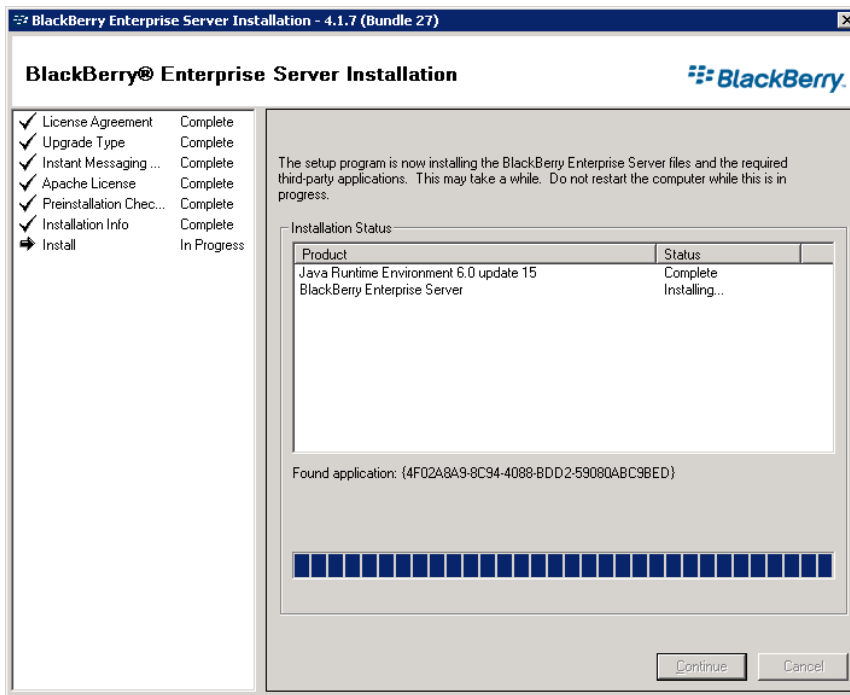 BlackBerry Enterprise Server Installation - 4.1.7 (Bundle 27)
BlackBerry® Enterprise Server Installation
BlackBerry.
License Agreement Complete
Upgrade Type Complete
Instant Messaging ... Complete
Apache License Complete
Preinstallation Chec... Complete
Installation Info Complete
Install In Progress
The setup program is now installing the BlackBerry Enterprise Server files and the required
third-party applications. This may take a while. Do not restart the computer while this is in
progress.
Installation Status
Product Status
Java Runtime Environment 6.0 update 15 Complete
BlackBerry Enterprise Server Installing...
Found application: {4F02A8A9-8C94-4088-BDD2-59080ABC9BED}
Continue Cancel